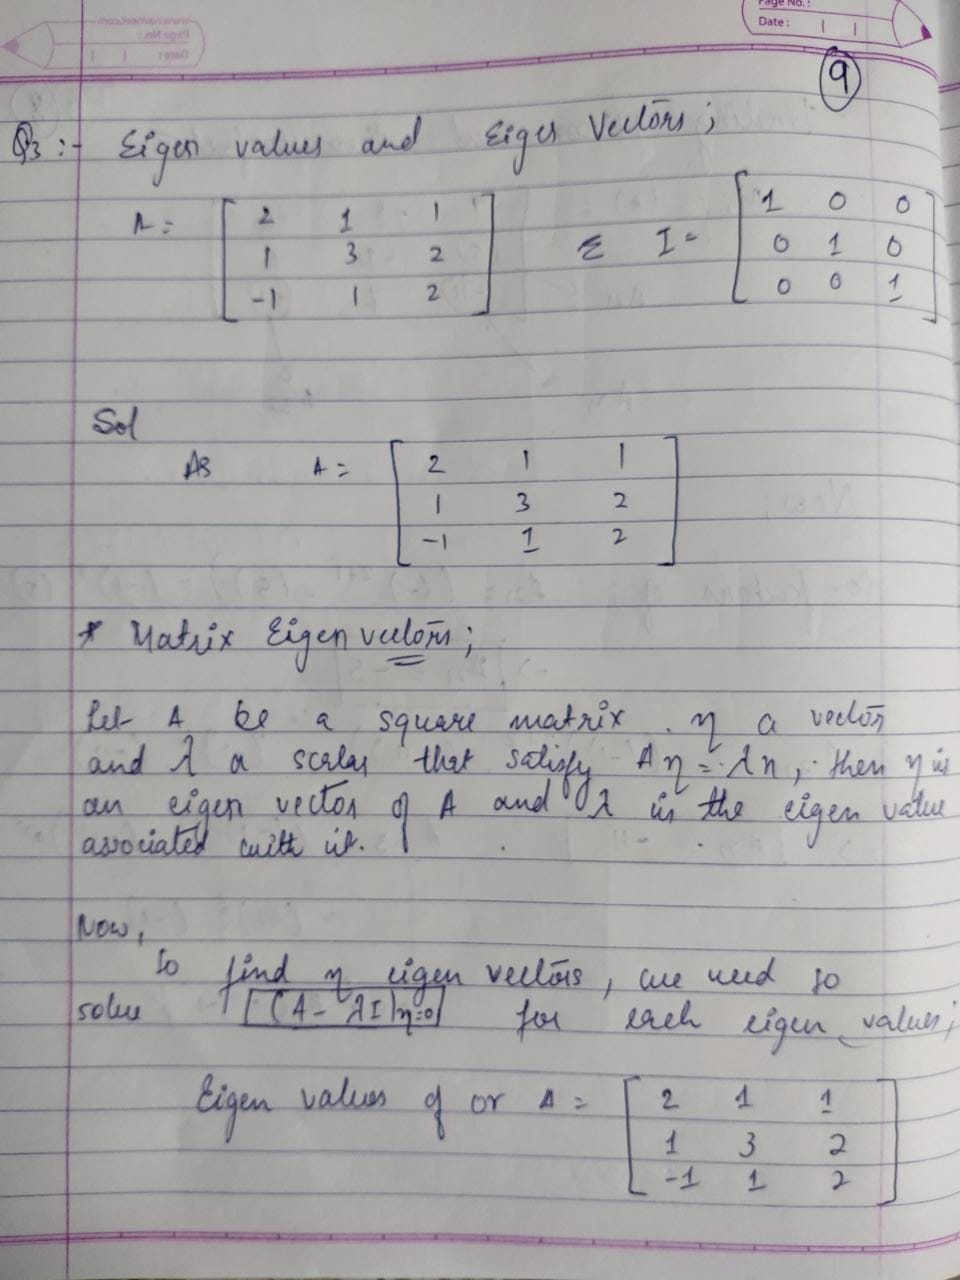 Page No.:
Date:
9
Q3 :- Eigen values and Eigen Vectors;
A = [ 2 1 1
1 3 2
-1 1 2 ]
& I = [ 1 0 0
0 1 0
0 0 1 ]
Sol
As A = [ 2 1 1
1 3 2
-1 1 2 ]
* Matrix Eigen vectors;
Let A be a square matrix. η a vector
and λ a scalar that satisfy Aη = λη, then η is
an eigen vector of A and λ is the eigen value
associated with it.
Now,
So find η eigen vectors, we need so
solve (A - λI)η=0 for each eigen values;
Eigen values of or A = [ 2 1 1
1 3 2
-1 1 2 ]